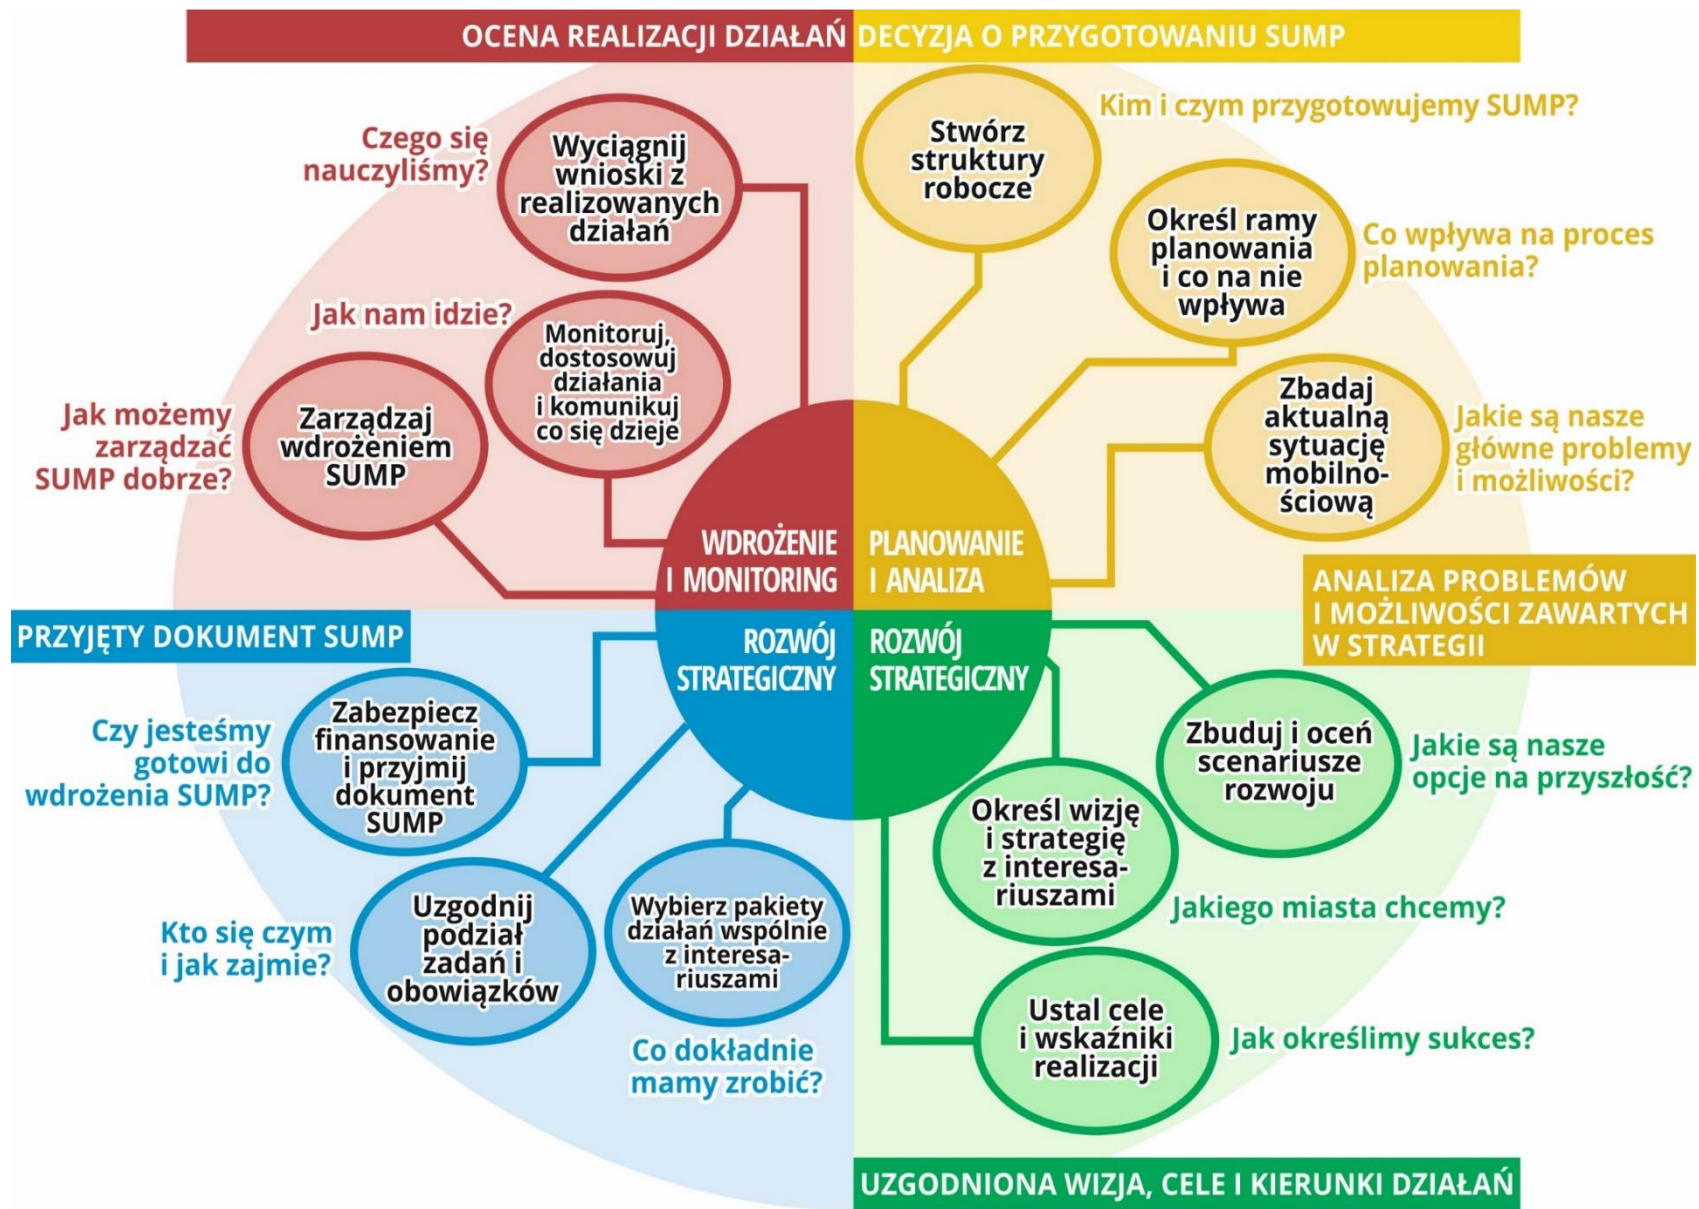 OCENA REALIZACJI DZIAŁAŃ
DECYZJA O PRZYGOTOWANIU SUMP
Kim i czym przygotowujemy SUMP?
Stwórz
struktury
robocze
Określ ramy
planowania
i co na nie
wpływa
Co wpływa na proces
planowania?
Zbadaj
aktualną
sytuację
mobilno-
ściową
Jakie są nasze
główne problemy
i możliwości?
PLANOWANIE
I ANALIZA
ANALIZA PROBLEMÓW
I MOŻLIWOŚCI ZAWARTYCH
W STRATEGII
ROZWÓJ
STRATEGICZNY
Zbuduj i oceń
scenariusze
rozwoju
Jakie są nasze
opcje na przyszłość?
Określ wizję
i strategię
z interesa-
riuszami
Jakiego miasta chcemy?
Ustal cele
i wskaźniki
realizacji
Jak określimy sukces?
UZGODNIONA WIZJA, CELE I KIERUNKI DZIAŁAŃ
ROZWÓJ
STRATEGICZNY
Wybierz pakiety
działań wspólnie
z interesa-
riuszami
Co dokładnie
mamy zrobić?
Uzgodnij
podział
zadań i
obowiązków
Kto się czym
i jak zajmie?
Zabezpiecz
finansowanie
i przyjmij
dokument
SUMP
Czy jesteśmy
gotowi do
wdrożenia SUMP?
PRZYJĘTY DOKUMENT SUMP
WDROŻENIE
I MONITORING
Zarządzaj
wdrożeniem
SUMP
Jak możemy
zarządzać
SUMP dobrze?
Monitoruj,
dostosowuj
działania
i komunikuj
co się dzieje
Jak nam idzie?
Wyciągnij
wnioski z
realizowanych
działań
Czego się
nauczyliśmy?